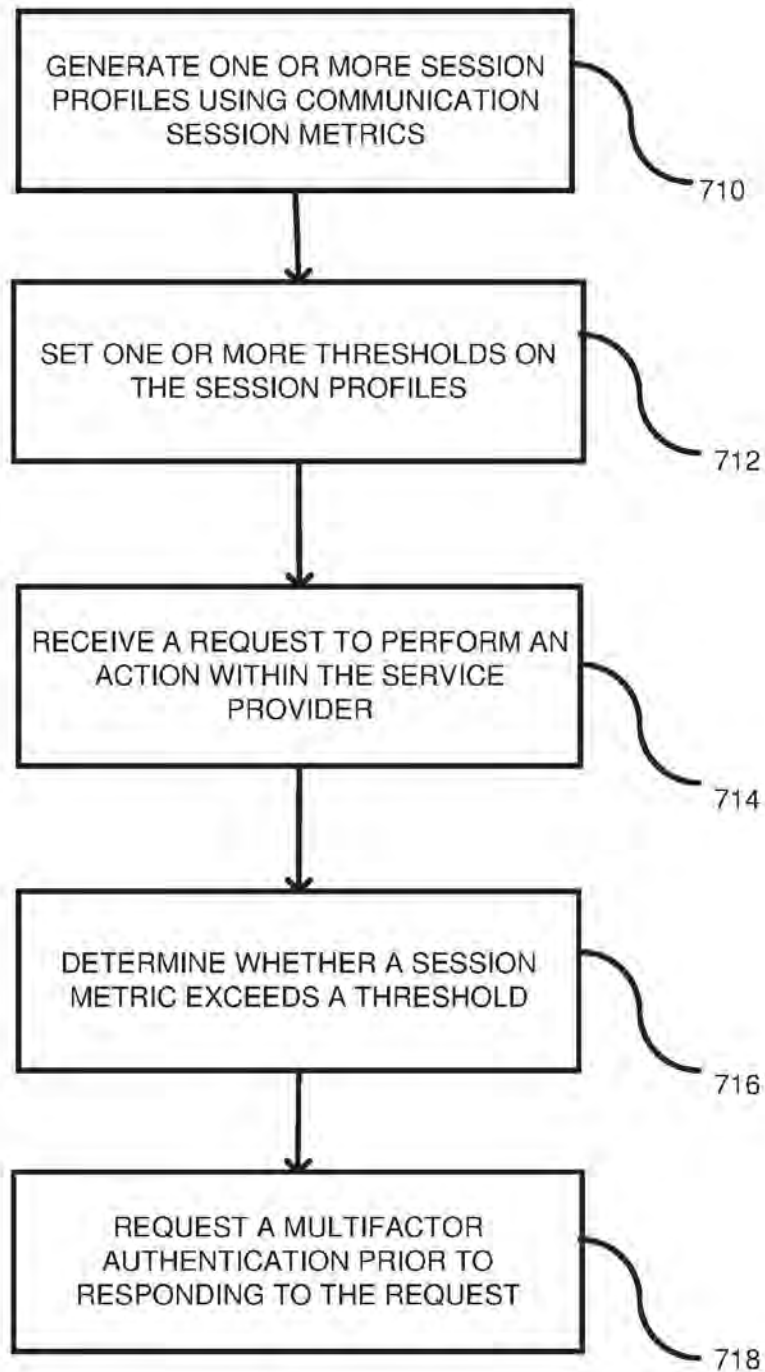 GENERATE ONE OR MORE SESSION
PROFILES USING COMMUNICATION
SESSION METRICS
710
SET ONE OR MORE THRESHOLDS ON
THE SESSION PROFILES
712
RECEIVE A REQUEST TO PERFORM AN
ACTION WITHIN THE SERVICE
PROVIDER
714
DETERMINE WHETHER A SESSION
METRIC EXCEEDS A THRESHOLD
716
REQUEST A MULTIFACTOR
AUTHENTICATION PRIOR TO
RESPONDING TO THE REQUEST
718